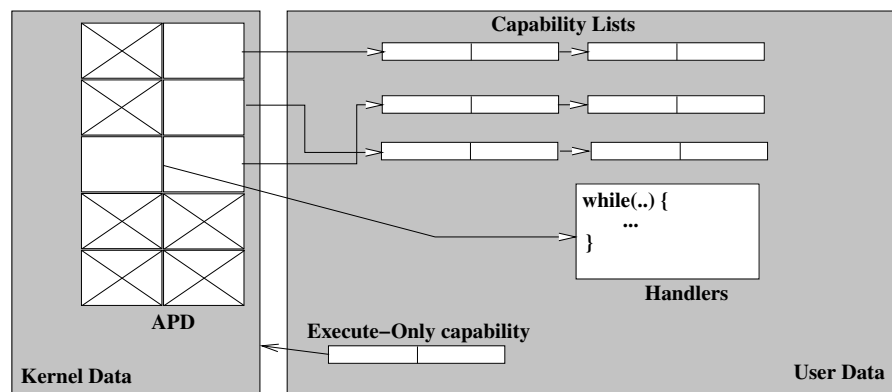 Capability Lists
while(..) {
...
}
Handlers
APD
Execute−Only capability
Kernel Data
User Data